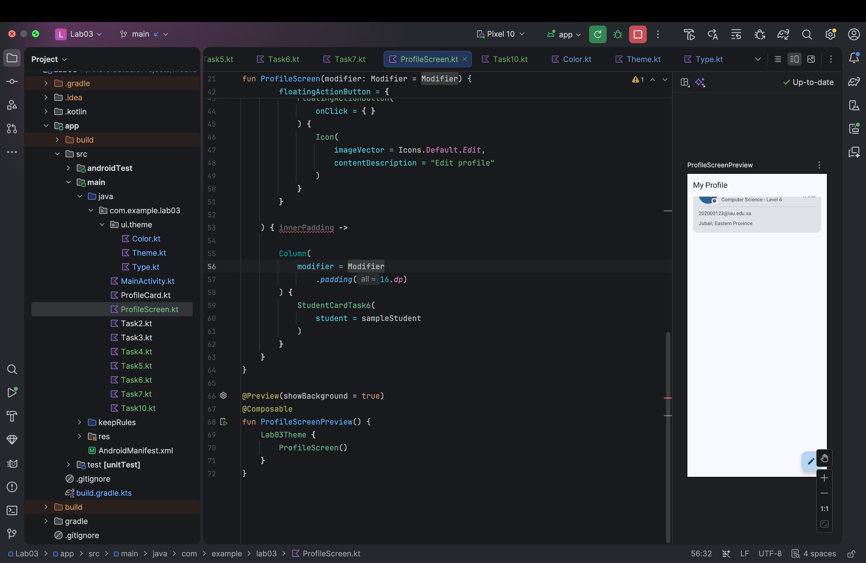 L Lab03
main
Pixel 10
app
Project
Task5.kt
Task6.kt
Task7.kt
ProfileScreen.kt
Task10.kt
Color.kt
Theme.kt
Type.kt
.gradle
.idea
.kotlin
app
build
src
androidTest
main
java
com.example.lab03
ui.theme
Color.kt
Theme.kt
Type.kt
MainActivity.kt
ProfileCard.kt
ProfileScreen.kt
Task2.kt
Task3.kt
Task4.kt
Task5.kt
Task6.kt
Task7.kt
Task10.kt
keepRules
res
AndroidManifest.xml
test [unitTest]
.gitignore
build.gradle.kts
build
gradle
.gitignore
21 fun ProfileScreen(modifier: Modifier = Modifier) {
42 floatingActionButton = {
43 FloatingActionButton(
44 onClick = { }
45 ) {
46 Icon(
47 imageVector = Icons.Default.Edit,
48 contentDescription = "Edit profile"
49 )
50 }
51 }
52
53 ) { innerPadding ->
54
55 Column(
56 modifier = Modifier
57 .padding( all = 16.dp)
58 ) {
59 StudentCardTask6(
60 student = sampleStudent
61 )
62 }
63 }
64 }
65
66 @Preview(showBackground = true)
67 @Composable
68 fun ProfileScreenPreview() {
69 Lab03Theme {
70 ProfileScreen()
71 }
72 }
1
Up-to-date
ProfileScreenPreview
My Profile
Computer Science - Level 6
202000123@iau.edu.sa
Jubail, Eastern Province
1:1
Lab03 > app > src > main > java > com > example > lab03 > ProfileScreen.kt
56:32
LF
UTF-8
4 spaces